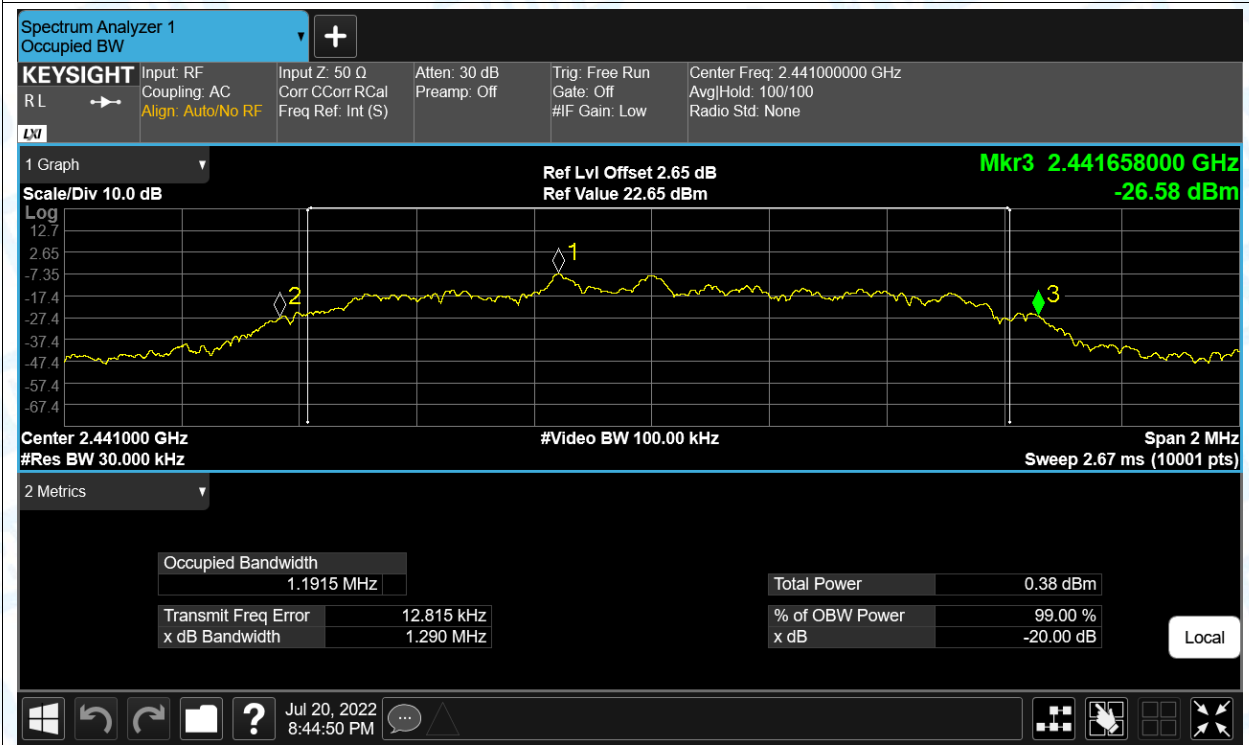 Spectrum Analyzer 1
Occupied BW
KEYSIGHT
R L
LXI
Input: RF
Coupling: AC
Align: Auto/No RF
Input Z: 50 Ω
Corr CCorr RCal
Freq Ref: Int (S)
Atten: 30 dB
Preamp: Off
Trig: Free Run
Gate: Off
#IF Gain: Low
Center Freq: 2.441000000 GHz
Avg|Hold: 100/100
Radio Std: None
1 Graph
Scale/Div 10.0 dB
Ref Lvl Offset 2.65 dB
Ref Value 22.65 dBm
Mkr3 2.441658000 GHz
-26.58 dBm
Log
12.7
2.65
-7.35
-17.4
-27.4
-37.4
-47.4
-57.4
-67.4
1
2
3
Center 2.441000 GHz
#Video BW 100.00 kHz
Span 2 MHz
#Res BW 30.000 kHz
Sweep 2.67 ms (10001 pts)
2 Metrics
Occupied Bandwidth
1.1915 MHz
Transmit Freq Error 12.815 kHz
x dB Bandwidth 1.290 MHz
Total Power 0.38 dBm
% of OBW Power 99.00 %
x dB -20.00 dB
Local
?
Jul 20, 2022
8:44:50 PM